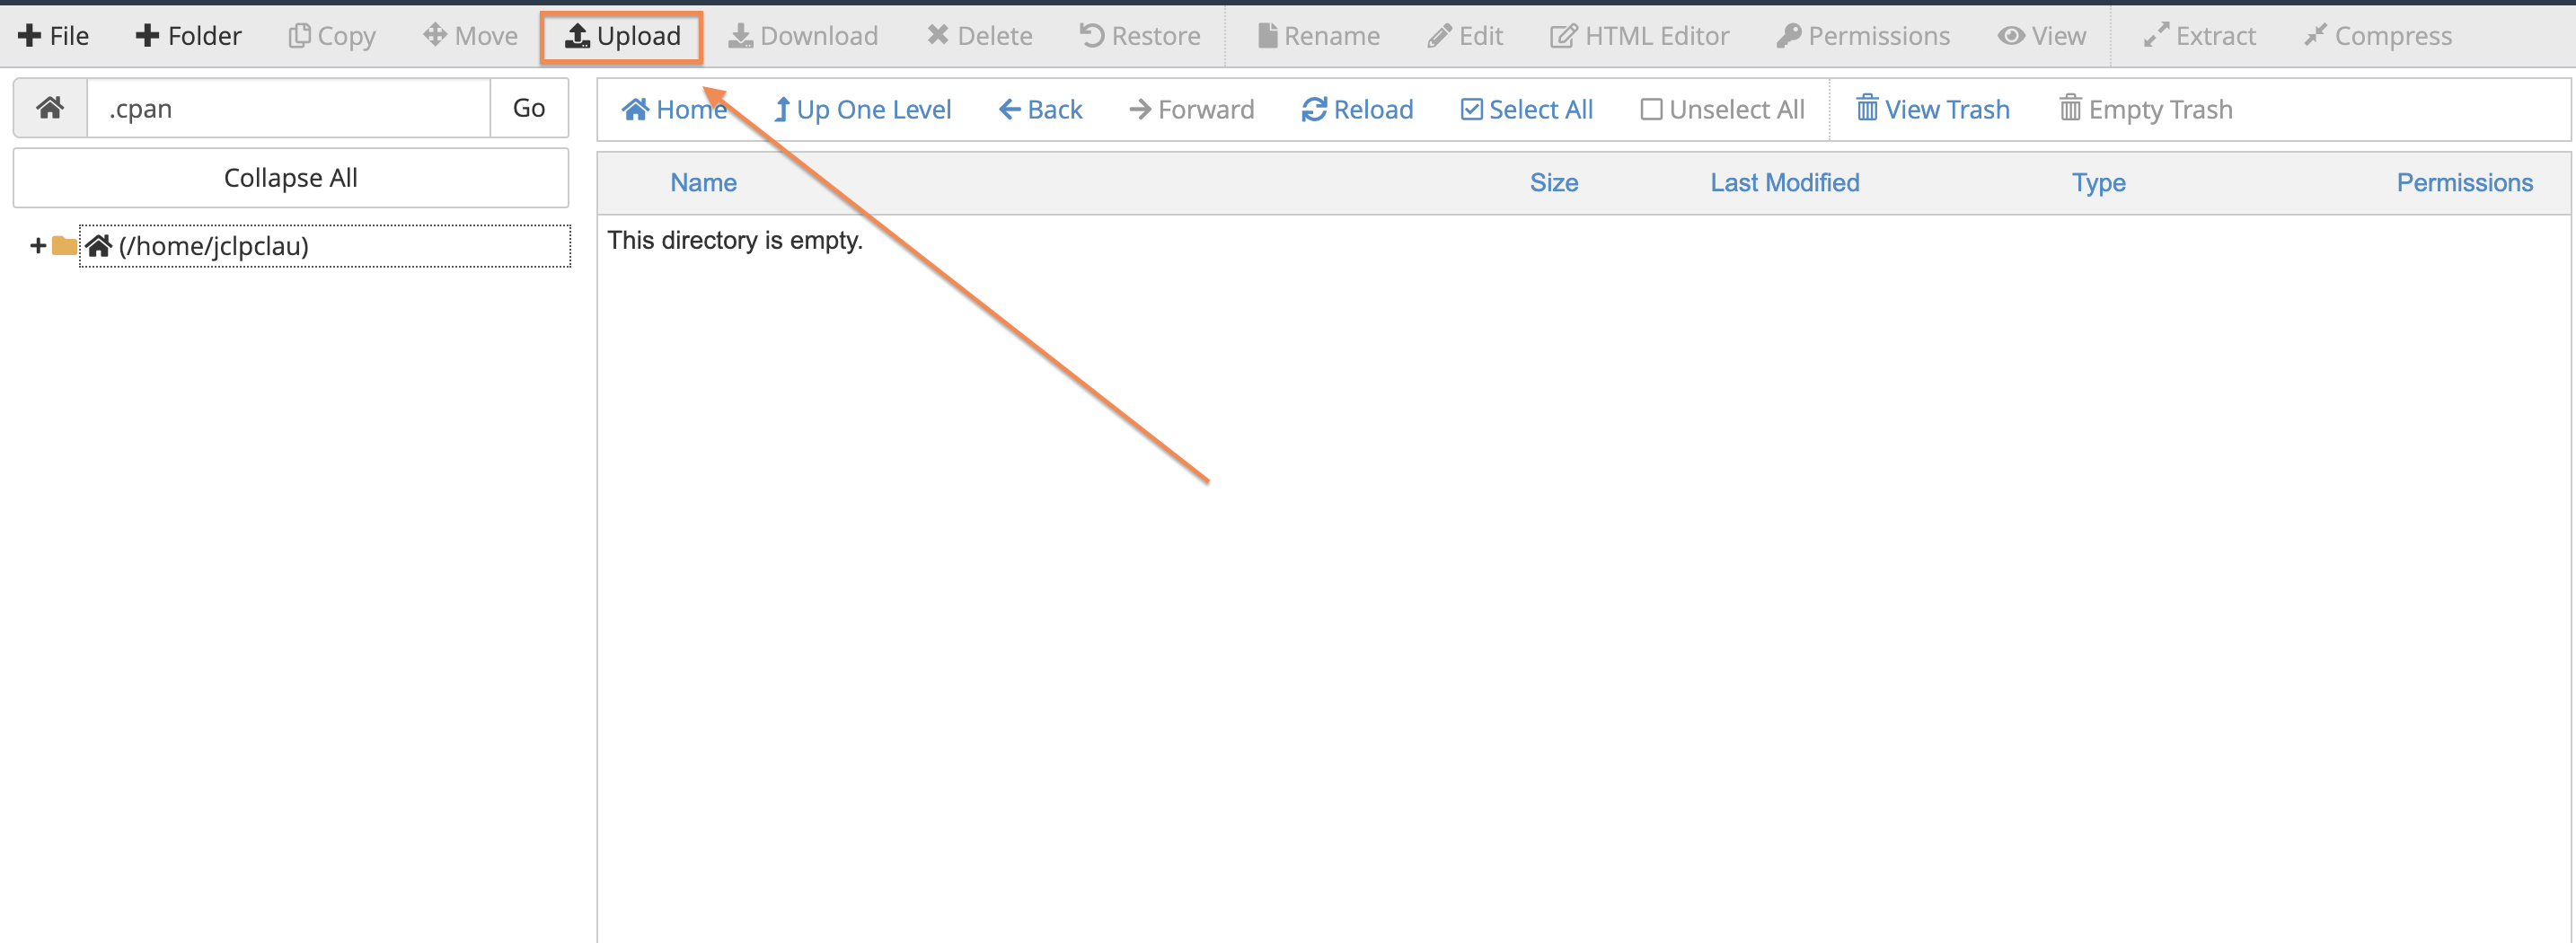 File Folder Copy Move Upload Download Delete Restore Rename Edit HTML Editor Permissions View Extract Compress
.cpan Go
Home Up One Level Back Forward Reload Select All Unselect All View Trash Empty Trash
Collapse All
(/home/jclpclau)
Name Size Last Modified Type Permissions
This directory is empty.